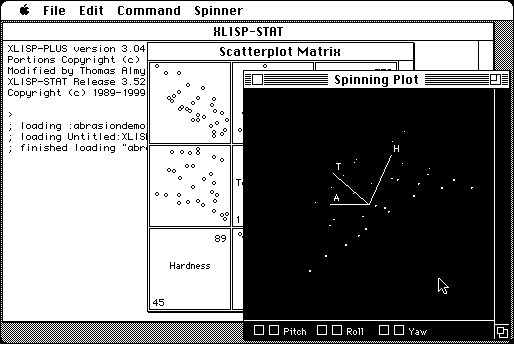 File Edit Command Spinner
XLISP-STAT
XLISP-PLUS version 3.04
Portions Copyright (c)
Modified by Thomas Almy
XLISP-STAT Release 3.52
Copyright (c) 1989-1999
>
; loading :abrasiondemo
; loading Untitled:XLIS
; finished loading "abr
Scatterplot Matrix
1
89
Hardness
45
Spinning Plot
H
T
A
Pitch Roll Yaw